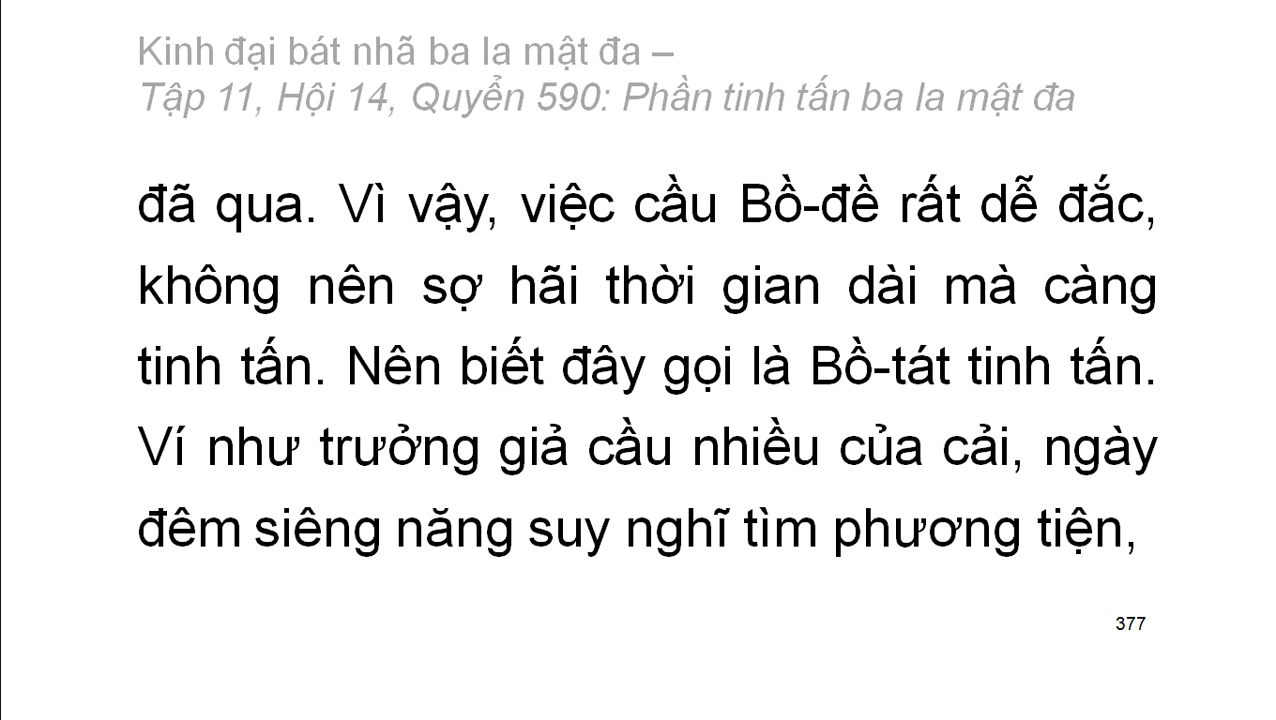 Kinh đại bát nhã ba la mật đa –
Tập 11, Hội 14, Quyển 590: Phần tinh tấn ba la mật đa
đã qua. Vì vậy, việc cầu Bồ-đề rất dễ đắc,
không nên sợ hãi thời gian dài mà càng
tinh tấn. Nên biết đây gọi là Bồ-tát tinh tấn.
Ví như trưởng giả cầu nhiều của cải, ngày
đêm siêng năng suy nghĩ tìm phương tiện,
377